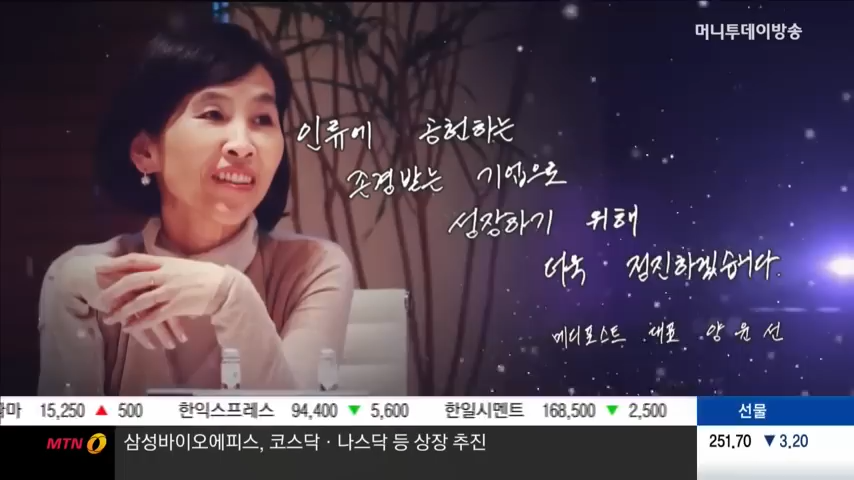 머니투데이방송
인류에 공헌하는
존경받는 기업으로
성장하기 위해
더욱 정진하겠습니다.
메디포스트 대표 양윤선
15,250 ▲ 500 한익스프레스 94,400 ▼ 5,600 한일시멘트 168,500 ▼ 2,500 선물
MTN 삼성바이오에피스, 코스닥·나스닥 등 상장 추진 251.70 ▼3.20